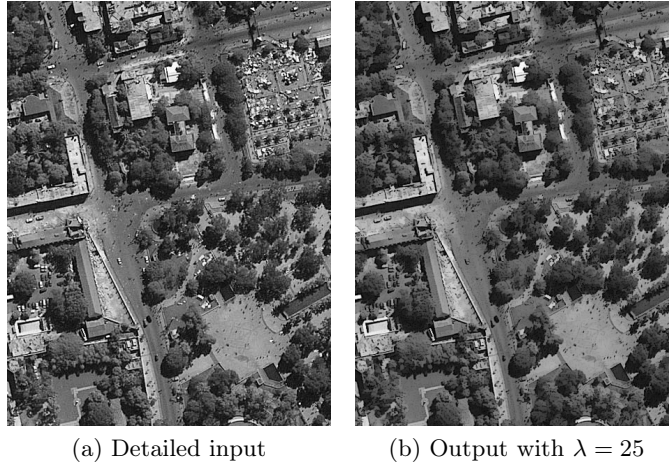 (a) Detailed input
(b) Output with λ = 25